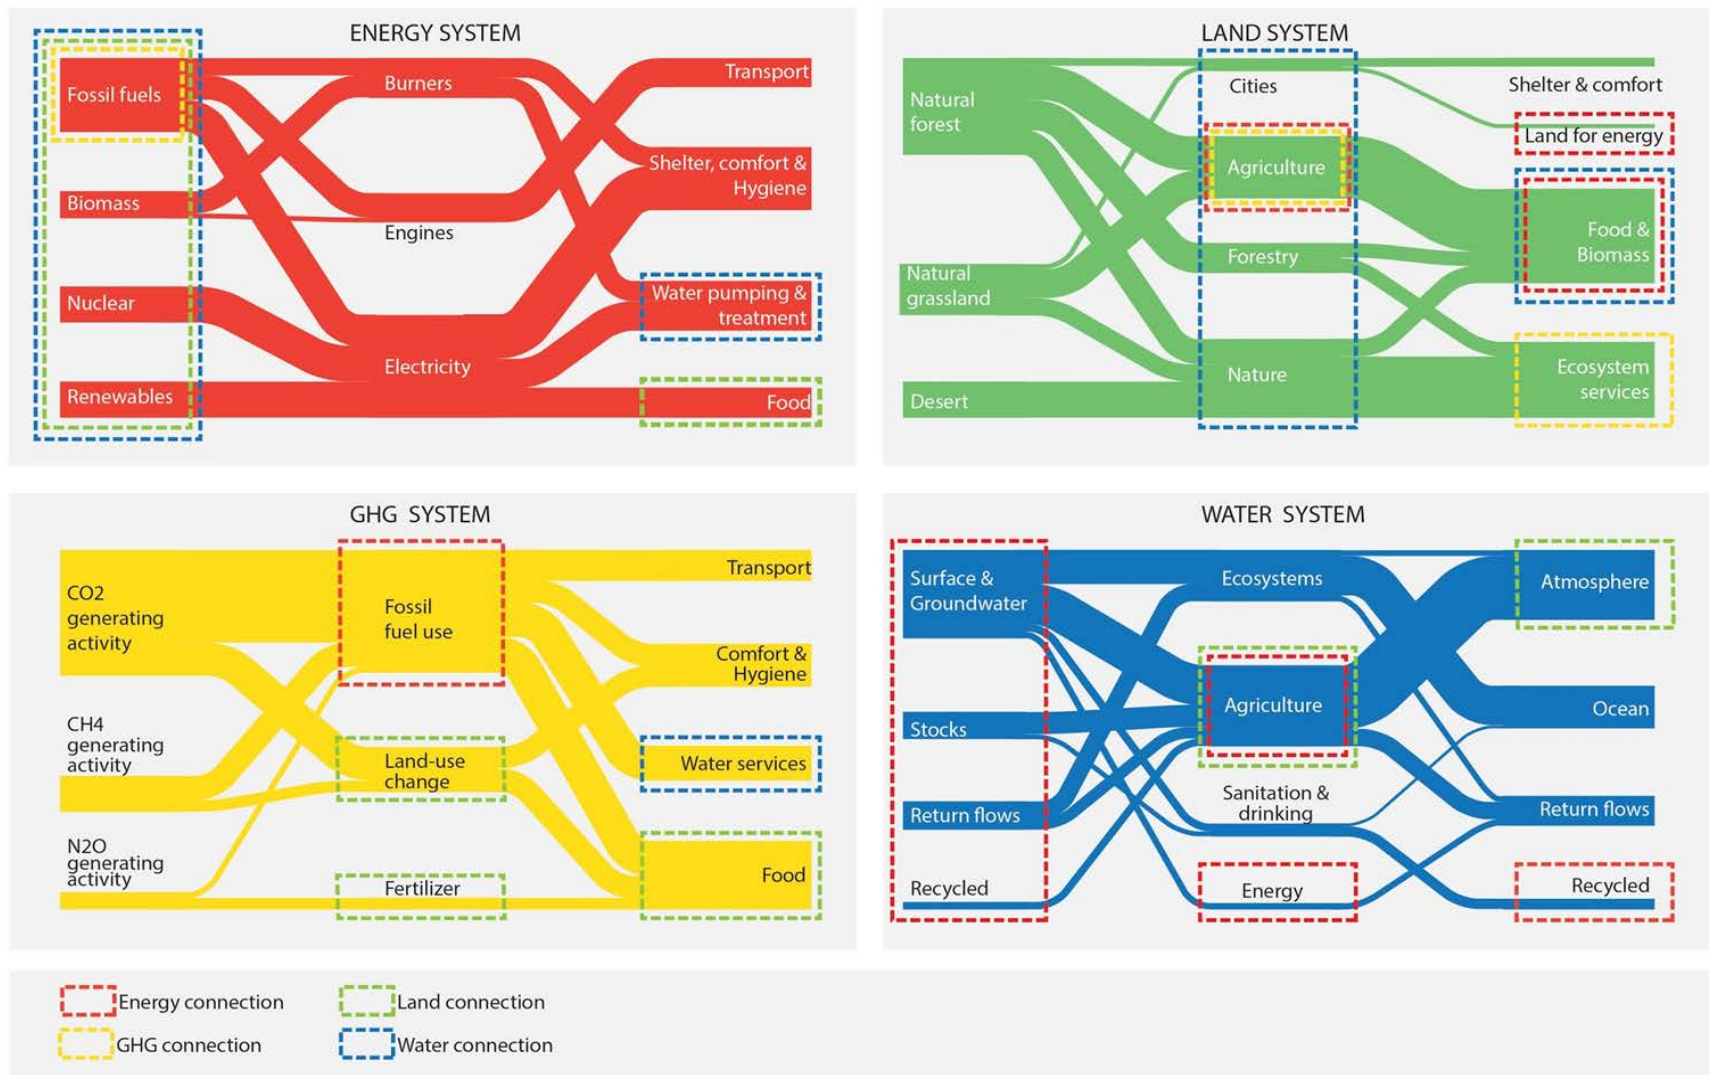 ENERGY SYSTEM
Fossil fuels
Biomass
Nuclear
Renewables
Burners
Engines
Electricity
Transport
Shelter, comfort &
Hygiene
Water pumping &
treatment
Food
LAND SYSTEM
Natural
forest
Natural
grassland
Desert
Cities
Agriculture
Forestry
Nature
Shelter & comfort
Land for energy
Food &
Biomass
Ecosystem
services
GHG SYSTEM
CO2
generating
activity
CH4
generating
activity
N2O
generating
activity
Fossil
fuel use
Land-use
change
Fertilizer
Transport
Comfort &
Hygiene
Water services
Food
WATER SYSTEM
Surface &
Groundwater
Stocks
Return flows
Recycled
Ecosystems
Agriculture
Sanitation &
drinking
Energy
Atmosphere
Ocean
Return flows
Recycled
Energy connection
Land connection
GHG connection
Water connection